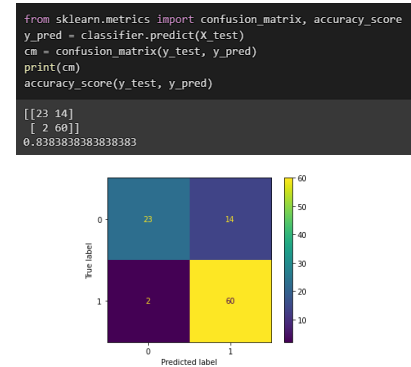 from sklearn.metrics import confusion_matrix, accuracy_score
y_pred = classifier.predict(X_test)
cm = confusion_matrix(y_test, y_pred)
print(cm)
accuracy_score(y_test, y_pred)
[[23 14]
 [ 2 60]]
0.8383838383838383
60
50
40
30
20
10
0
23
14
True label
1
2
60
0
1
Predicted label